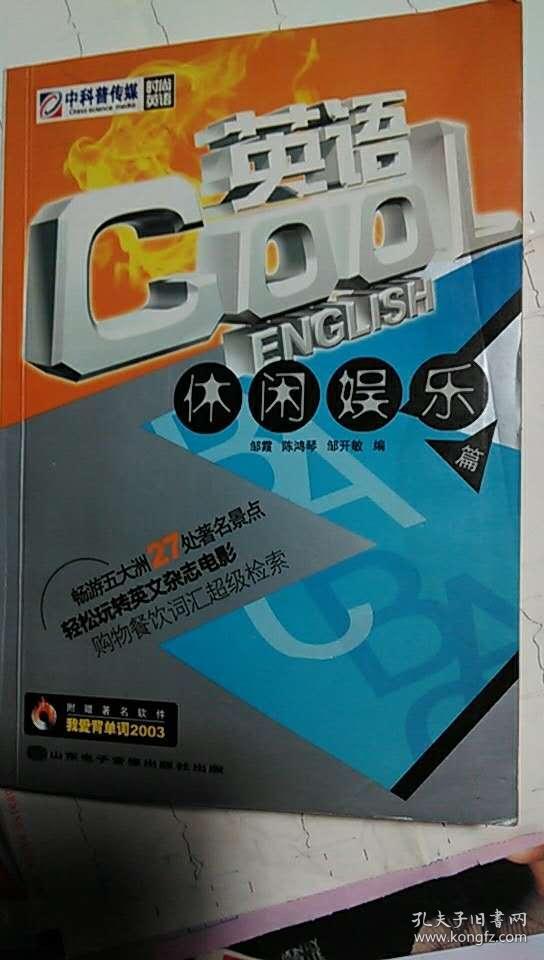 中科普传媒
China science media
时尚
英语
英语
COOL
ENGLISH
休闲娱乐
篇
邹霞 陈鸿琴 邹开敏 编
畅游五大洲27处著名景点
轻松玩转英文杂志电影
购物餐饮词汇超级检索
附赠著名软件
我爱背单词2003
山东电子音像出版社出版
孔夫子旧书网
www.kongfz.com